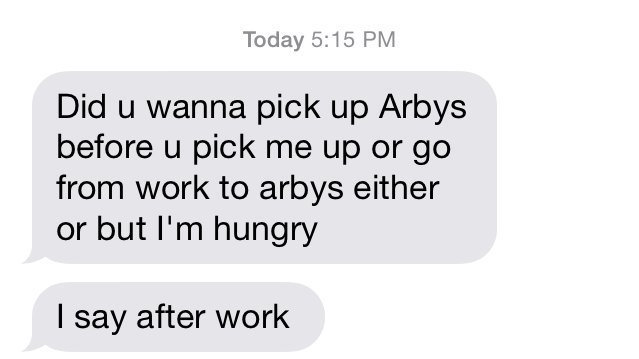 Today 5:15 PM
Did u wanna pick up Arbys
before u pick me up or go
from work to arbys either
or but I'm hungry
I say after work